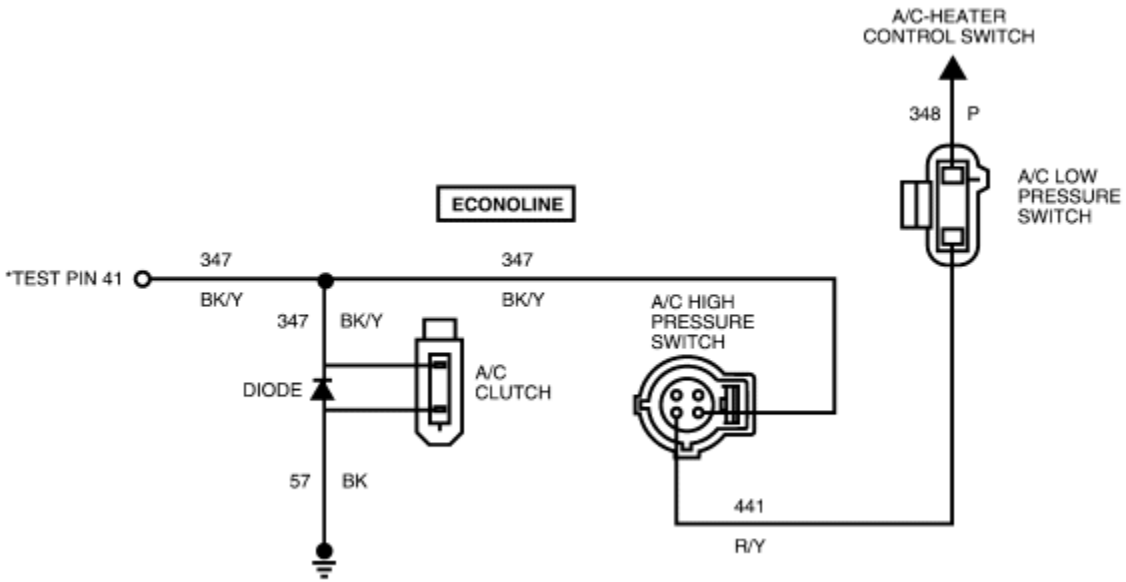 A/C-HEATER
CONTROL SWITCH
348 P
A/C LOW
PRESSURE
SWITCH
ECONOLINE
*TEST PIN 41
347
BK/Y
347
BK/Y
347 BK/Y
A/C HIGH
PRESSURE
SWITCH
DIODE
A/C
CLUTCH
57 BK
441
R/Y